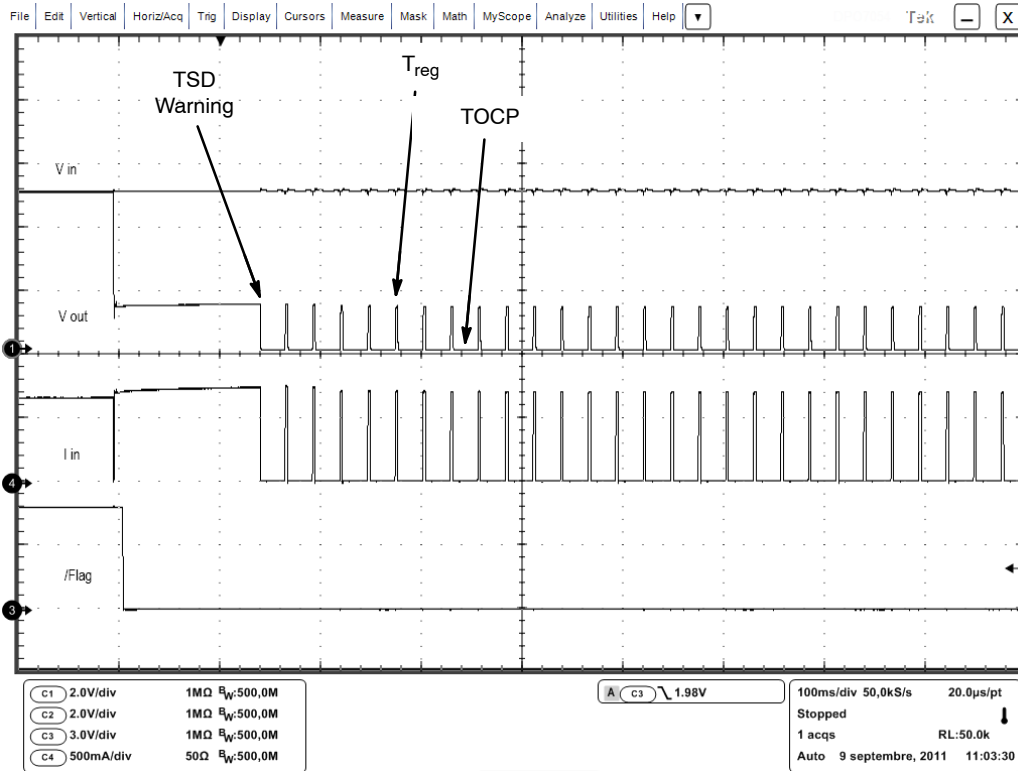 File Edit Vertical Horiz/Acq Trig Display Cursors Measure Mask Math MyScope Analyze Utilities Help ▼ Tek X
TSD
Warning
Treg
TOCP
V in
V out
1
I in
4
/Flag
3
C1 2.0V/div 1MΩ BW:500,0M
C2 2.0V/div 1MΩ BW:500,0M
C3 3.0V/div 1MΩ BW:500,0M
C4 500mA/div 50Ω BW:500,0M
A C3 1.98V
100ms/div 50,0kS/s 20.0µs/pt
Stopped
1 acqs RL:50.0k
Auto 9 septembre, 2011 11:03:30